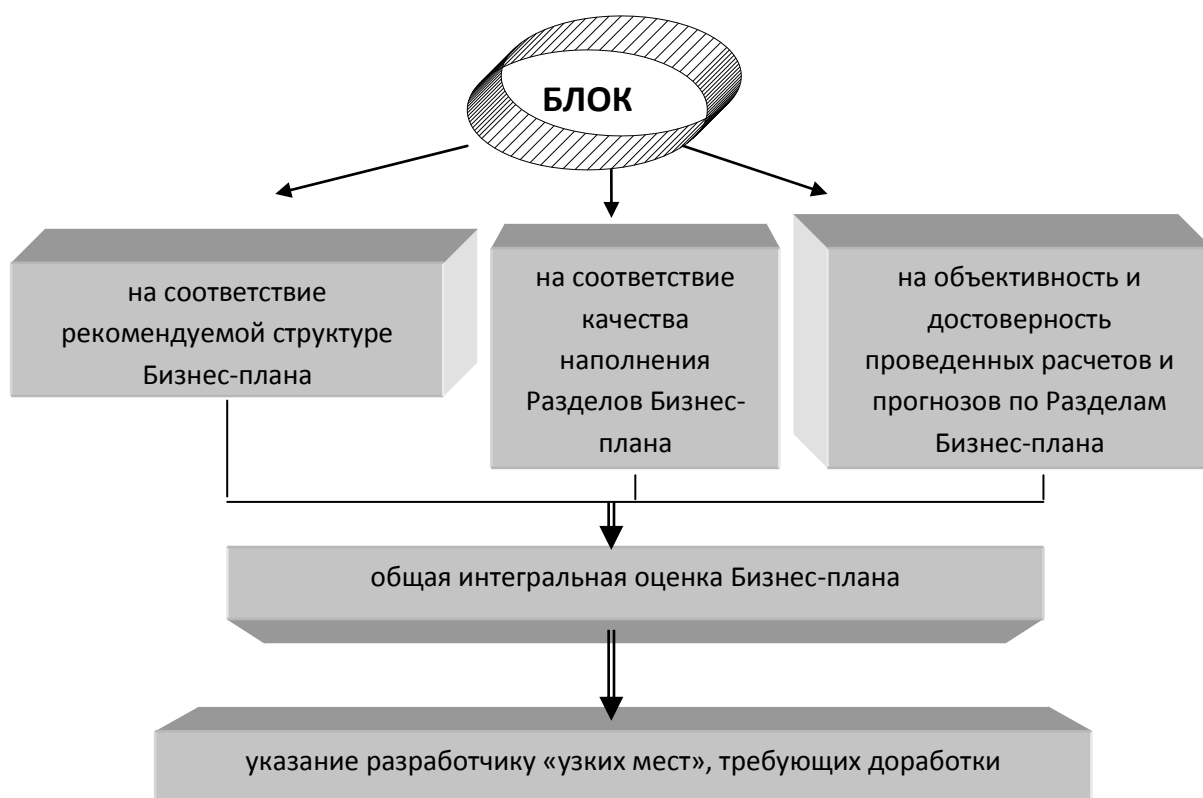 БЛОК
на соответствие
рекомендуемой структуре
Бизнес-плана
на соответствие
качества
наполнения
Разделов Бизнес-
плана
на объективность и
достоверность
проведенных расчетов и
прогнозов по Разделам
Бизнес-плана
общая интегральная оценка Бизнес-плана
указание разработчику «узких мест», требующих доработки